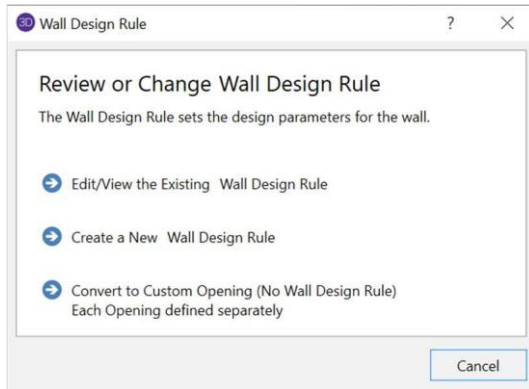 3D Wall Design Rule ?
Review or Change Wall Design Rule
The Wall Design Rule sets the design parameters for the wall.
Edit/View the Existing Wall Design Rule
Create a New Wall Design Rule
Convert to Custom Opening (No Wall Design Rule)
Each Opening defined separately
Cancel